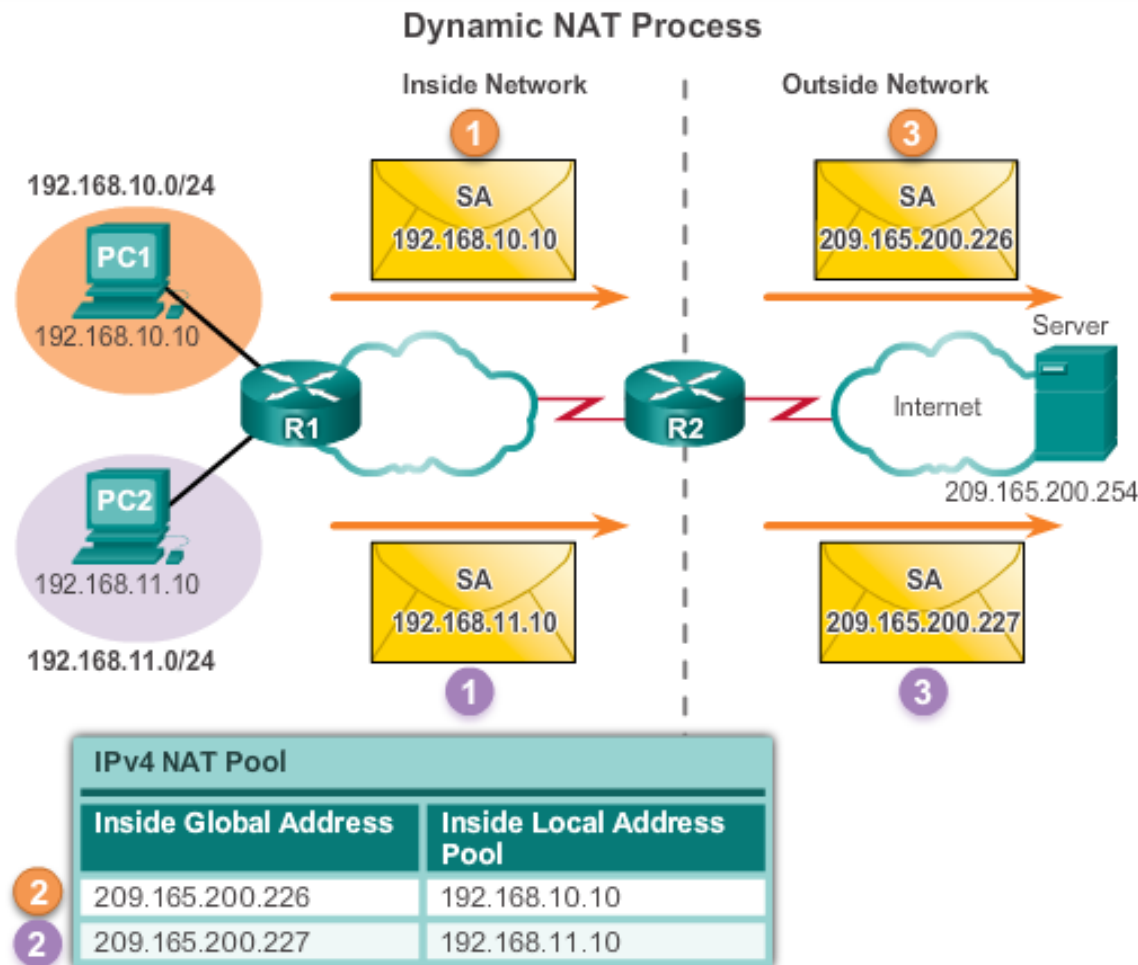 Dynamic NAT Process
Inside Network
Outside Network
1
3
192.168.10.0/24
SA
192.168.10.10
SA
209.165.200.226
PC1
192.168.10.10
Server
R1
R2
Internet
PC2
209.165.200.254
192.168.11.10
SA
192.168.11.10
SA
209.165.200.227
192.168.11.0/24
1
3
IPv4 NAT Pool
Inside Global Address
Inside Local Address
Pool
2
209.165.200.226
192.168.10.10
2
209.165.200.227
192.168.11.10